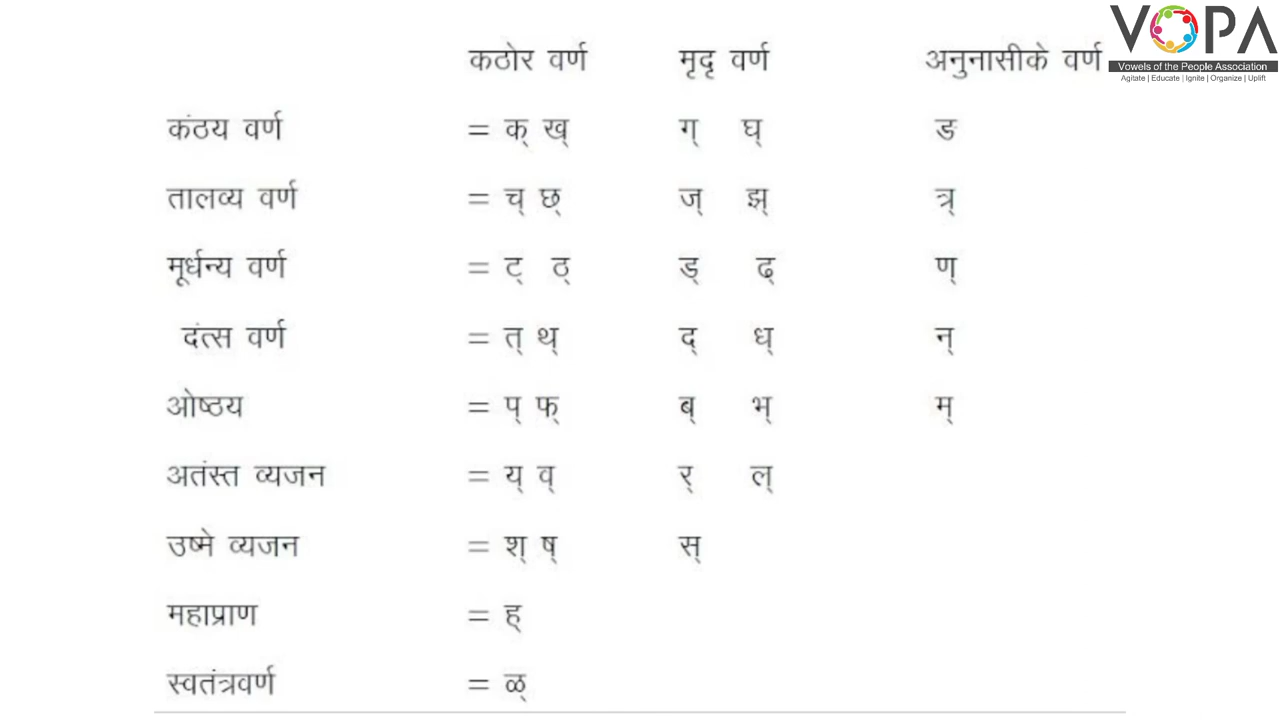 VOPA
Vowels of the People Association
Agitate | Educate | Ignite | Organize | Uplift
कठोर वर्ण मृदृ वर्ण अनुनासीके वर्ण
कंठय वर्ण = क् ख् ग् घ् ङ
तालव्य वर्ण = च् छ् ज् झ् त्र्
मूर्धन्य वर्ण = ट् ठ् ड् ढ् ण्
दंत्स वर्ण = त् थ् द् ध् न्
ओष्ठय = प् फ् ब् भ् म्
अतंस्त व्यजन = य् व् र् ल्
उष्मे व्यजन = श् ष् स्
महाप्राण = ह्
स्वतंत्रवर्ण = ळ्